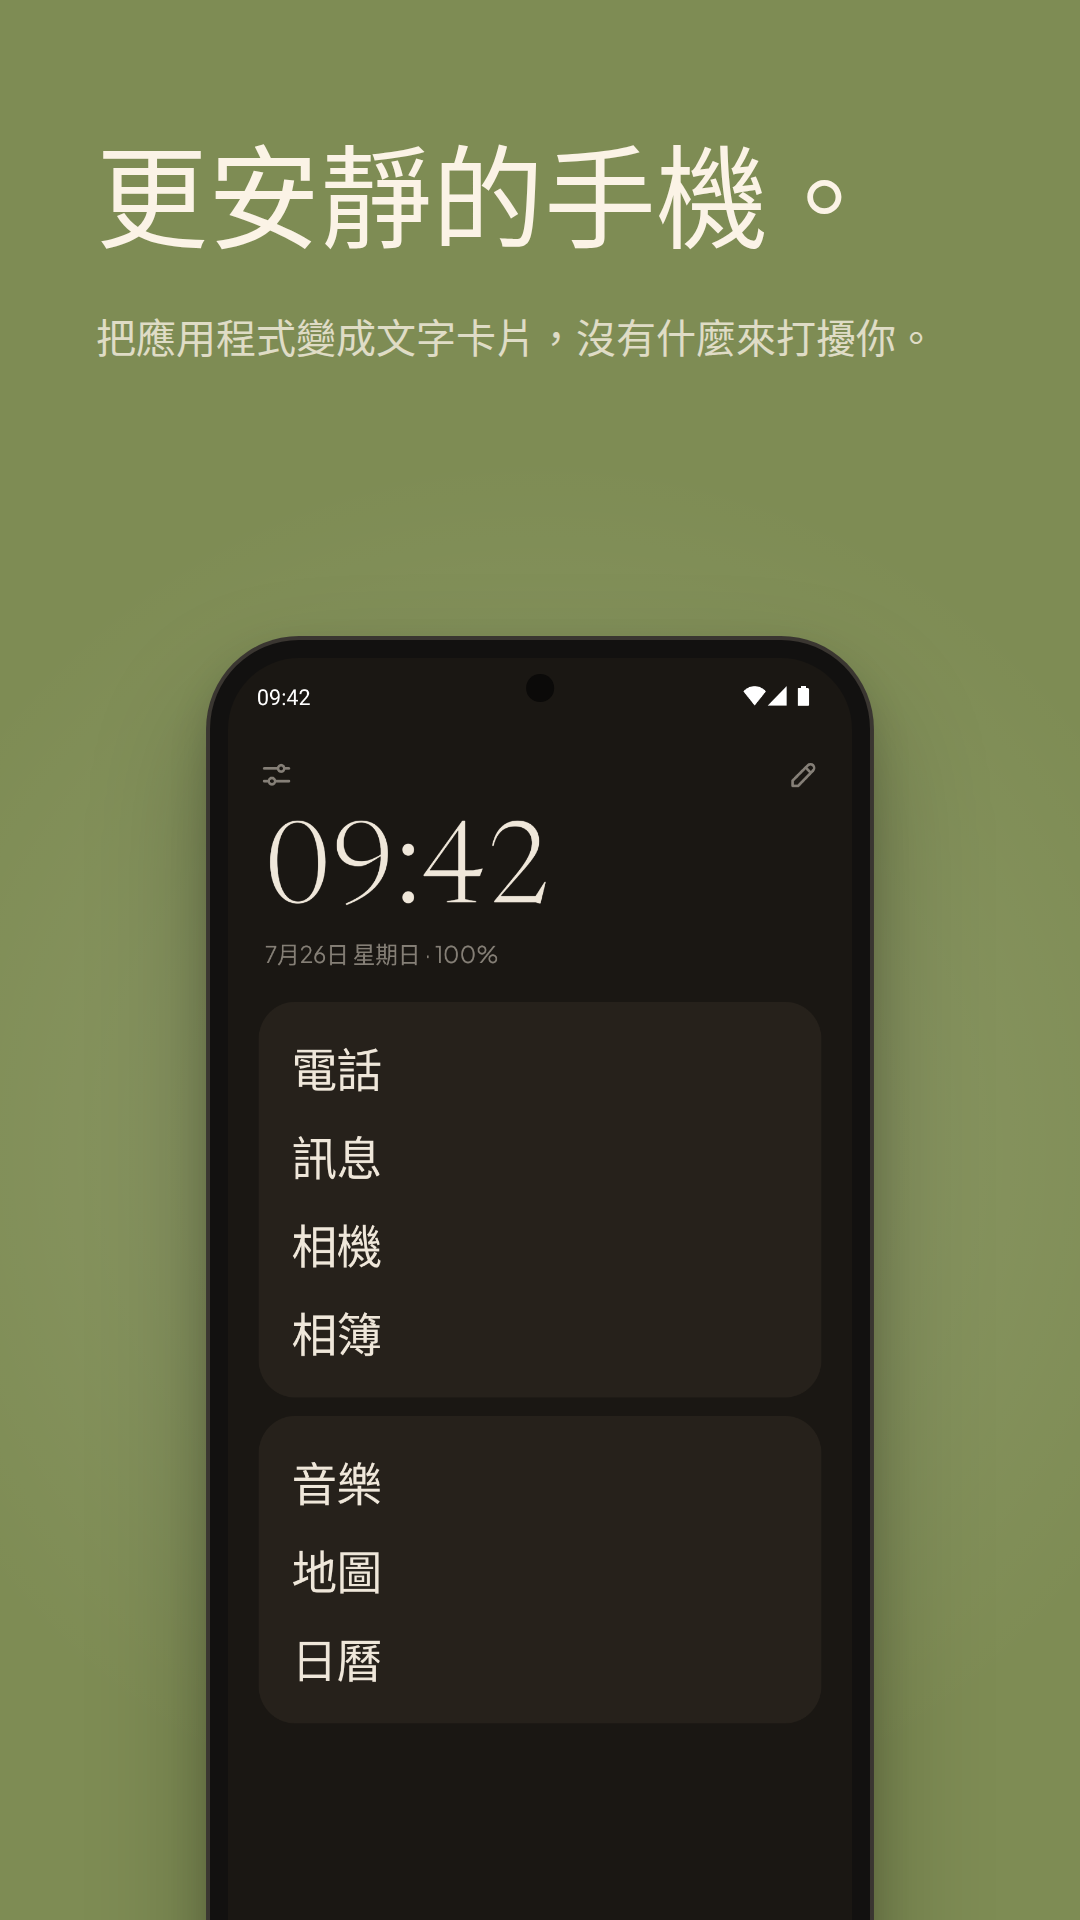 更安靜的手機。
把應用程式變成文字卡片，沒有什麼來打擾你。
09:42
09:42
7月26日 星期日 · 100%
電話
訊息
相機
相簿
音樂
地圖
日曆